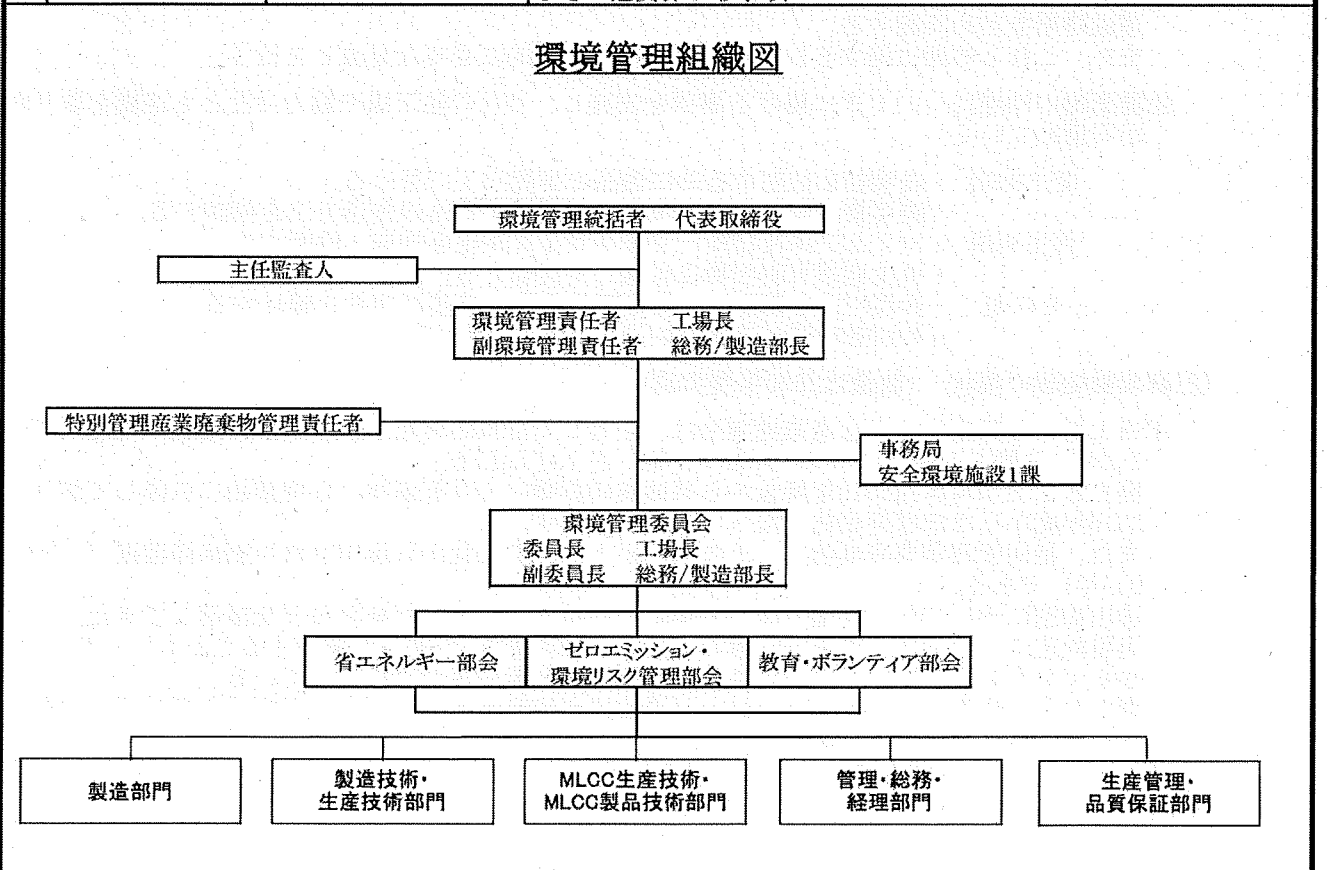 環境管理組織図
環境管理統括者 代表取締役
主任監査人
環境管理責任者 工場長
副環境管理責任者 総務/製造部長
特別管理産業廃棄物管理責任者
事務局
安全環境施設1課
環境管理委員会
委員長 工場長
副委員長 総務/製造部長
省エネルギー部会
ゼロエミッション・
環境リスク管理部会
教育・ボランティア部会
製造部門
製造技術・
生産技術部門
MLCC生産技術・
MLCC製品技術部門
管理・総務・
経理部門
生産管理・
品質保証部門